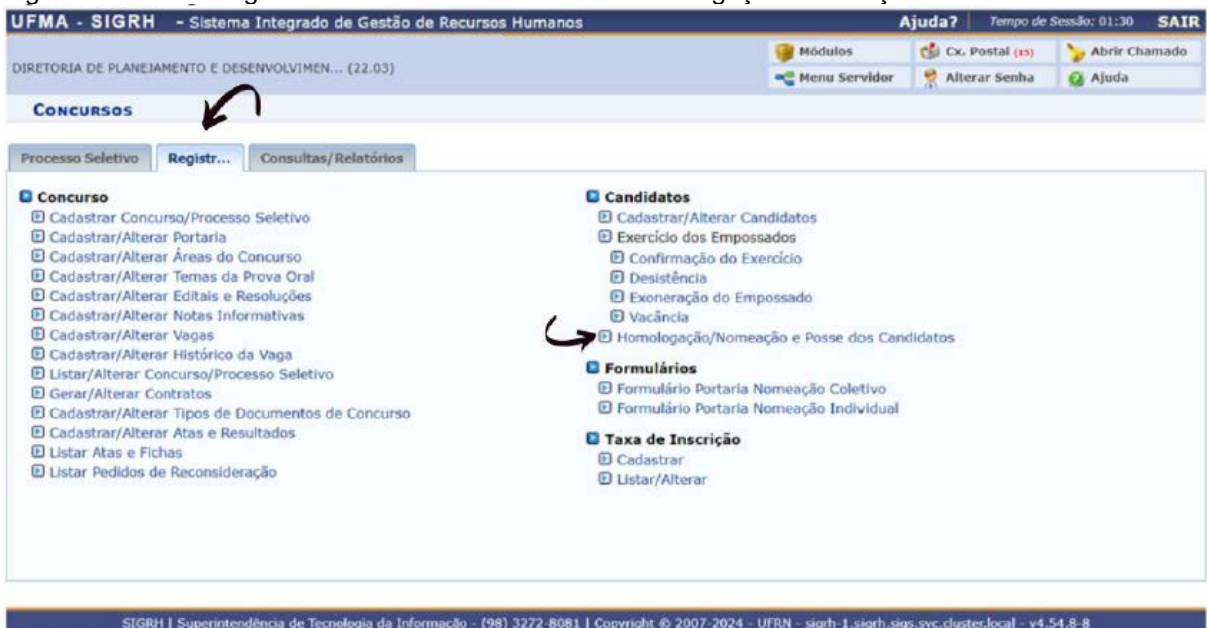 UFMA - SIGRH - Sistema Integrado de Gestão de Recursos Humanos
Ajuda? Tempo de Sessão: 01:30 SAIR
DIRETORIA DE PLANEJAMENTO E DESENVOLVIMEN... (22.03)
Módulos
Cx. Postal (15)
Abrir Chamado
Menu Servidor
Alterar Senha
Ajuda
CONCURSOS
Processo Seletivo
Registr...
Consultas/Relatórios
Concurso
Cadastrar Concurso/Processo Seletivo
Cadastrar/Alterar Portaria
Cadastrar/Alterar Áreas do Concurso
Cadastrar/Alterar Temas da Prova Oral
Cadastrar/Alterar Editais e Resoluções
Cadastrar/Alterar Notas Informativas
Cadastrar/Alterar Vagas
Cadastrar/Alterar Histórico da Vaga
Listar/Alterar Concurso/Processo Seletivo
Gerar/Alterar Contratos
Cadastrar/Alterar Tipos de Documentos de Concurso
Cadastrar/Alterar Atas e Resultados
Listar Atas e Fichas
Listar Pedidos de Reconsideração
Candidatos
Cadastrar/Alterar Candidatos
Exercício dos Empossados
Confirmação do Exercício
Desistência
Exoneração do Empossado
Vacância
Homologação/Nomeação e Posse dos Candidatos
Formulários
Formulário Portaria Nomeação Coletivo
Formulário Portaria Nomeação Individual
Taxa de Inscrição
Cadastrar
Listar/Alterar
SIGRH | Superintendência de Tecnologia da Informação - (98) 3272-8081 | Copyright © 2007-2024 - UFRN - sigrh-1.sigrh.sigs.svc.cluster.local - v4.54.8-8